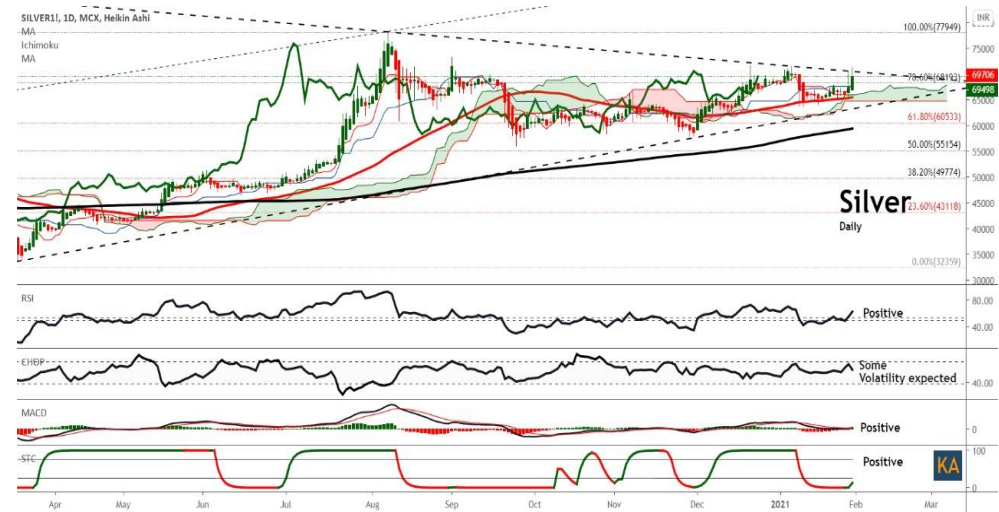 SILVER1!, 1D, MCX, Heikin Ashi
MA
Ichimoku
MA
INR
100.00%(77949)
75000
69706
78.60%(68193)
69498
65000
61.80%(60533)
60000
50.00%(55154)
55000
38.20%(49774)
50000
45000
Silver
23.60%(43118)
Daily
40000
35000
0.00%(32359)
30000
RSI
80.00
Positive
40.00
CHOP
Some
Volatility expected
40.00
MACD
Positive
0
STC
100
Positive
KA
0
Apr May Jun Jul Aug Sep Oct Nov Dec 2021 Feb Mar